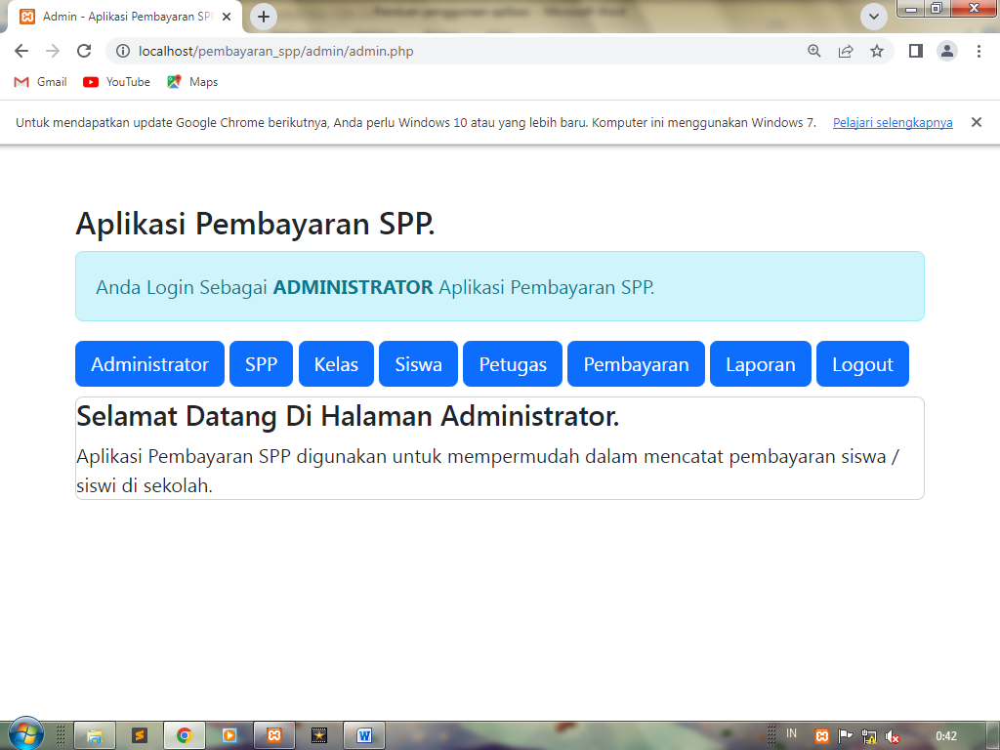 Admin - Aplikasi Pembayaran SP
localhost/pembayaran_spp/admin/admin.php
Gmail YouTube Maps
Untuk mendapatkan update Google Chrome berikutnya, Anda perlu Windows 10 atau yang lebih baru. Komputer ini menggunakan Windows 7. Pelajari selengkapnya
Aplikasi Pembayaran SPP.
Anda Login Sebagai ADMINISTRATOR Aplikasi Pembayaran SPP.
Administrator SPP Kelas Siswa Petugas Pembayaran Laporan Logout
Selamat Datang Di Halaman Administrator.
Aplikasi Pembayaran SPP digunakan untuk mempermudah dalam mencatat pembayaran siswa /
siswi di sekolah.
IN 0:42